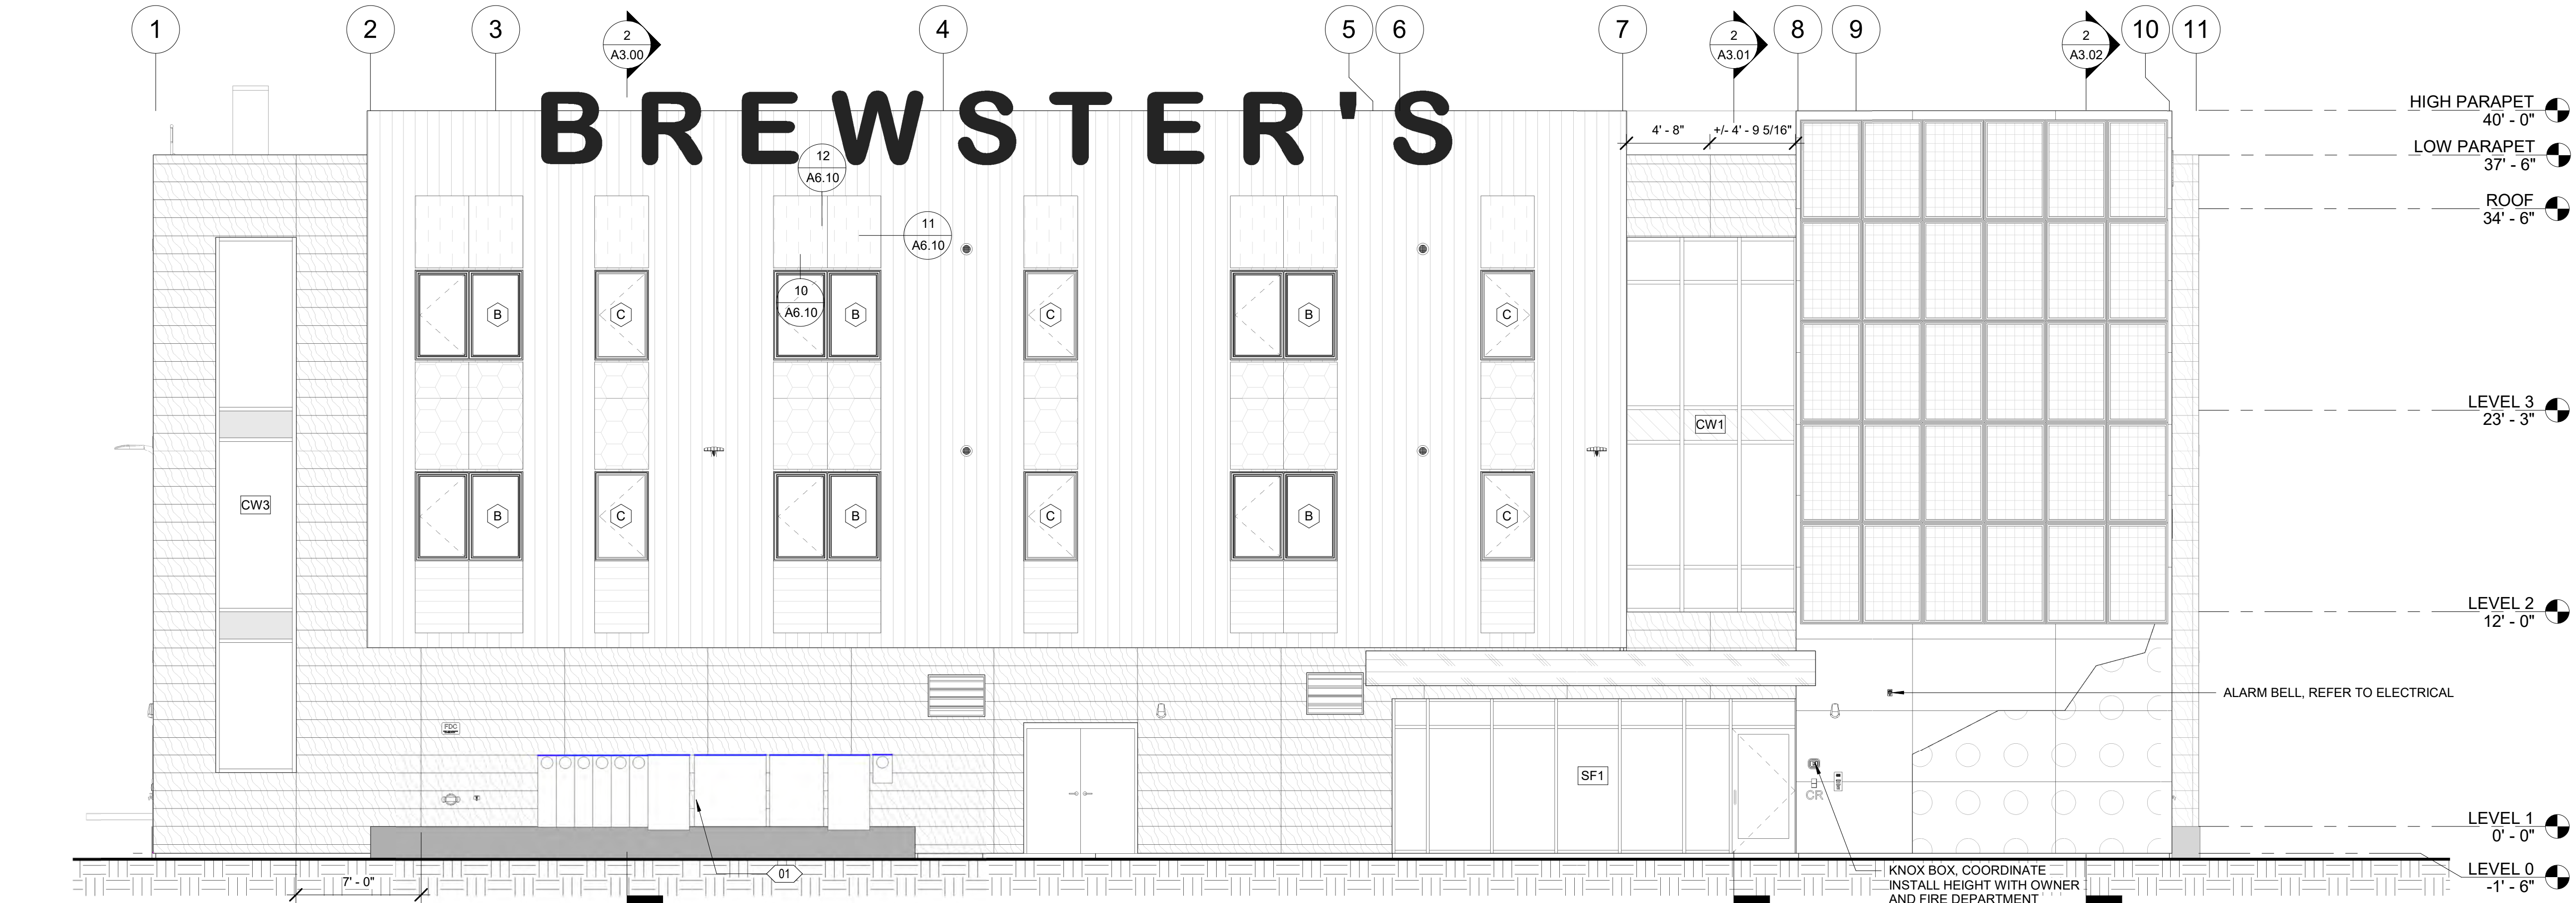 1
2
3
2
A3.00
4
5
6
7
2
A3.01
8
9
2
A3.02
10
11
BREWSTER'S
HIGH PARAPET
40' - 0"
4' - 8"
+/- 4' - 9 5/16"
LOW PARAPET
37' - 6"
12
A6.10
ROOF
34' - 6"
11
A6.10
10
A6.10
B
C
B
C
B
C
LEVEL 3
23' - 3"
CW1
CW3
B
C
B
C
B
C
LEVEL 2
12' - 0"
ALARM BELL, REFER TO ELECTRICAL
FDC
SF1
CR
LEVEL 1
0' - 0"
01
7' - 0"
KNOX BOX, COORDINATE
INSTALL HEIGHT WITH OWNER
AND FIRE DEPARTMENT
LEVEL 0
-1' - 6"